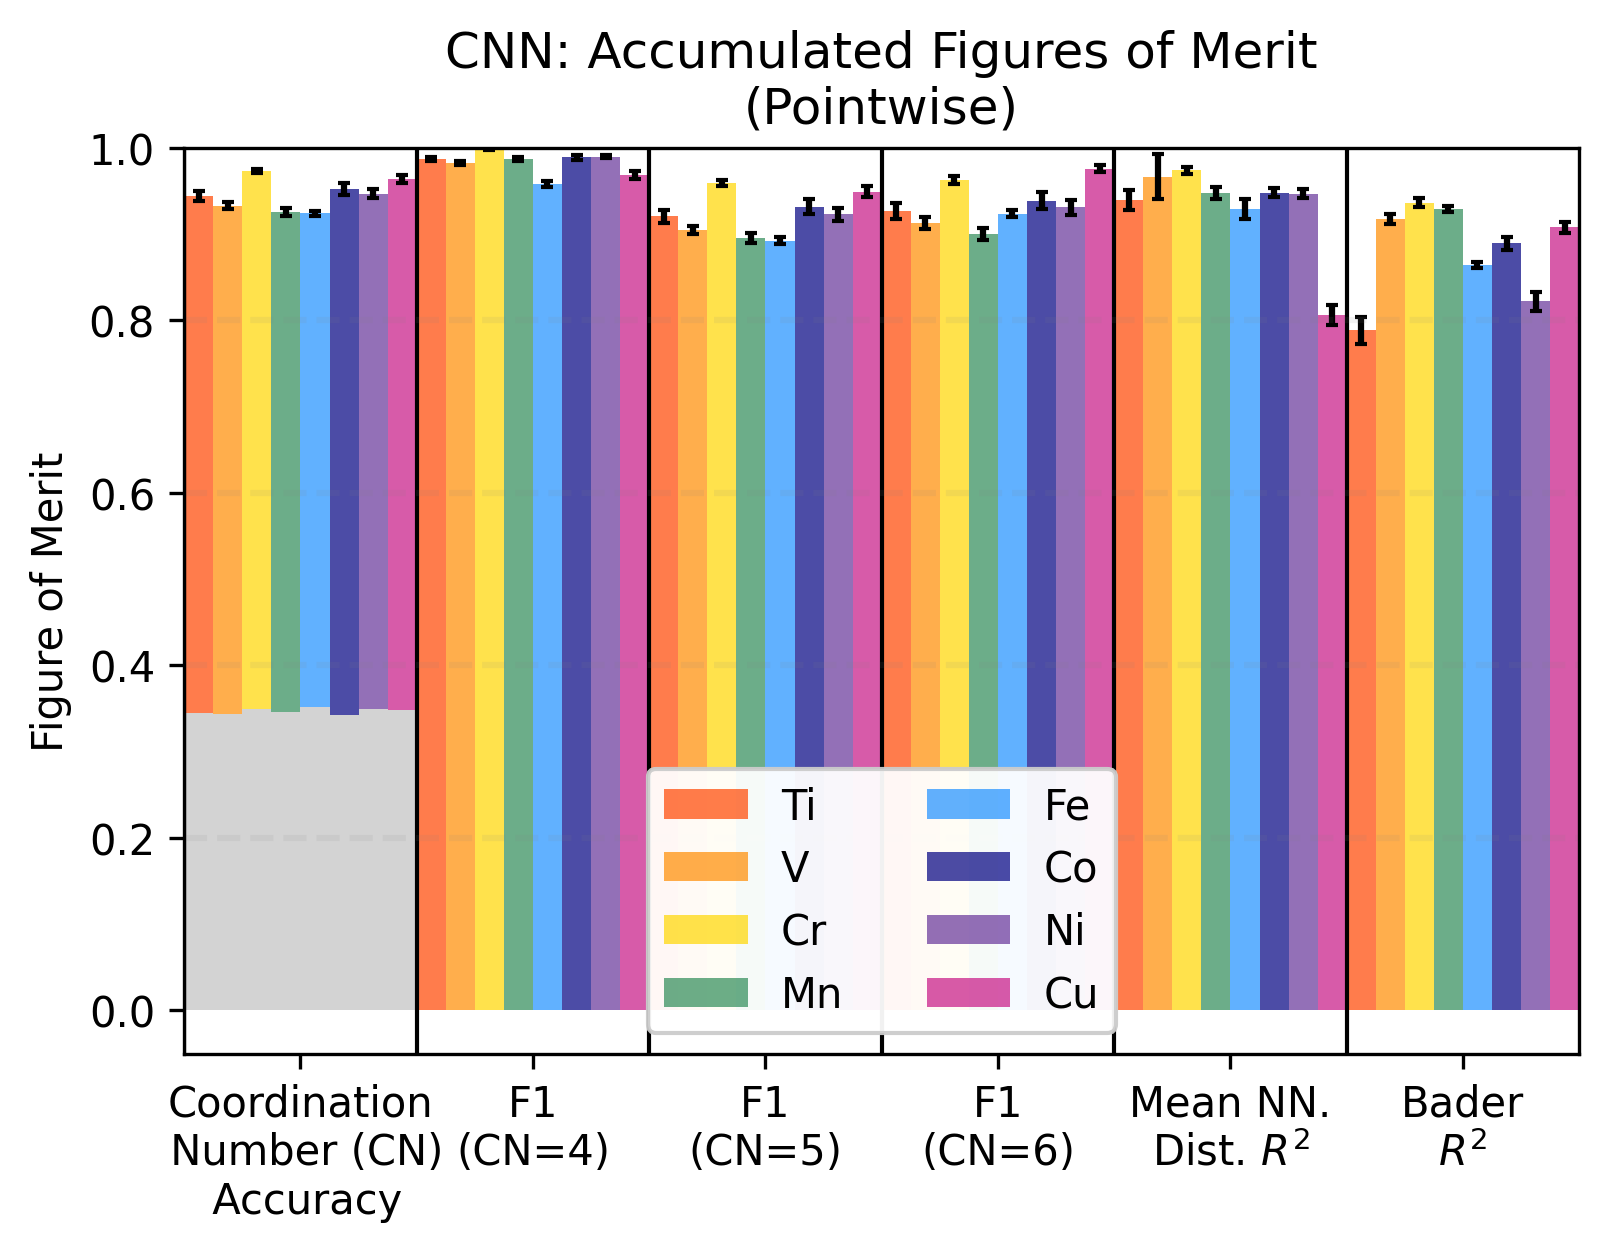 CNN: Accumulated Figures of Merit
(Pointwise)
Figure of Merit
1.0
0.8
0.6
0.4
0.2
0.0
Ti
V
Cr
Mn
Fe
Co
Ni
Cu
Coordination
Number (CN)
Accuracy
F1
(CN=4)
F1
(CN=5)
F1
(CN=6)
Mean NN.
Dist. R²
Bader
R²